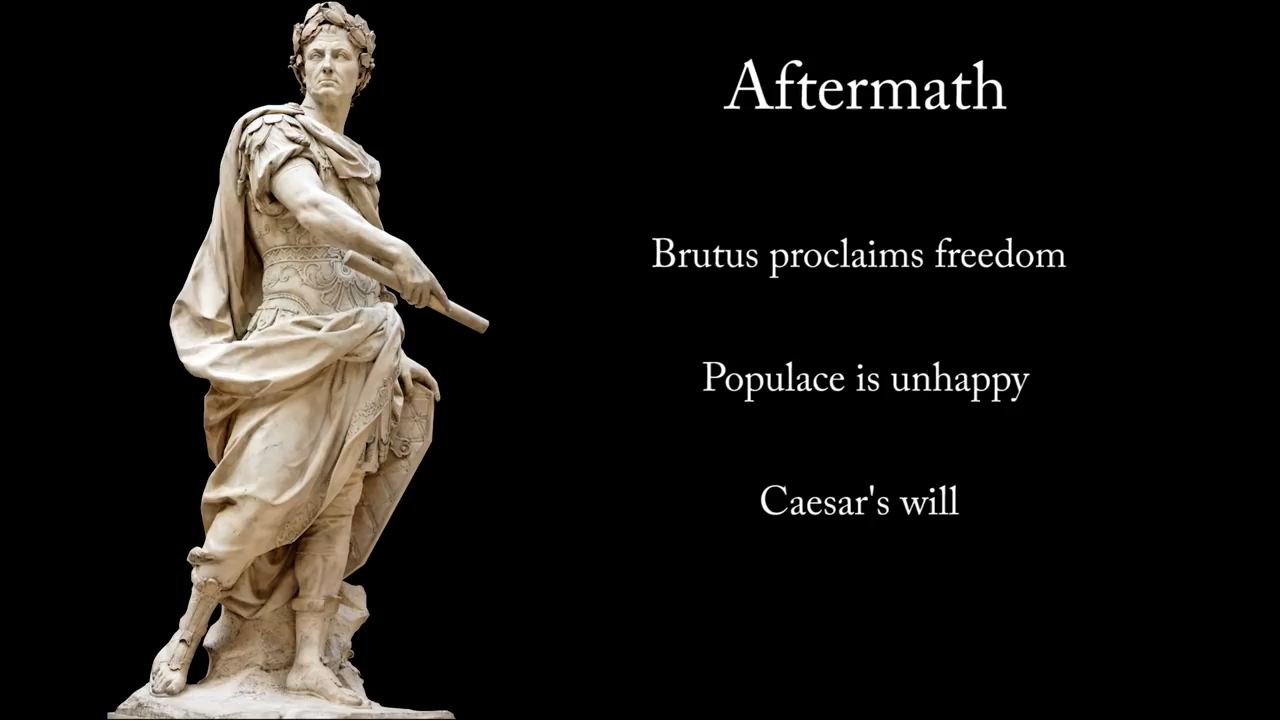 Aftermath
Brutus proclaims freedom
Populace is unhappy
Caesar's will